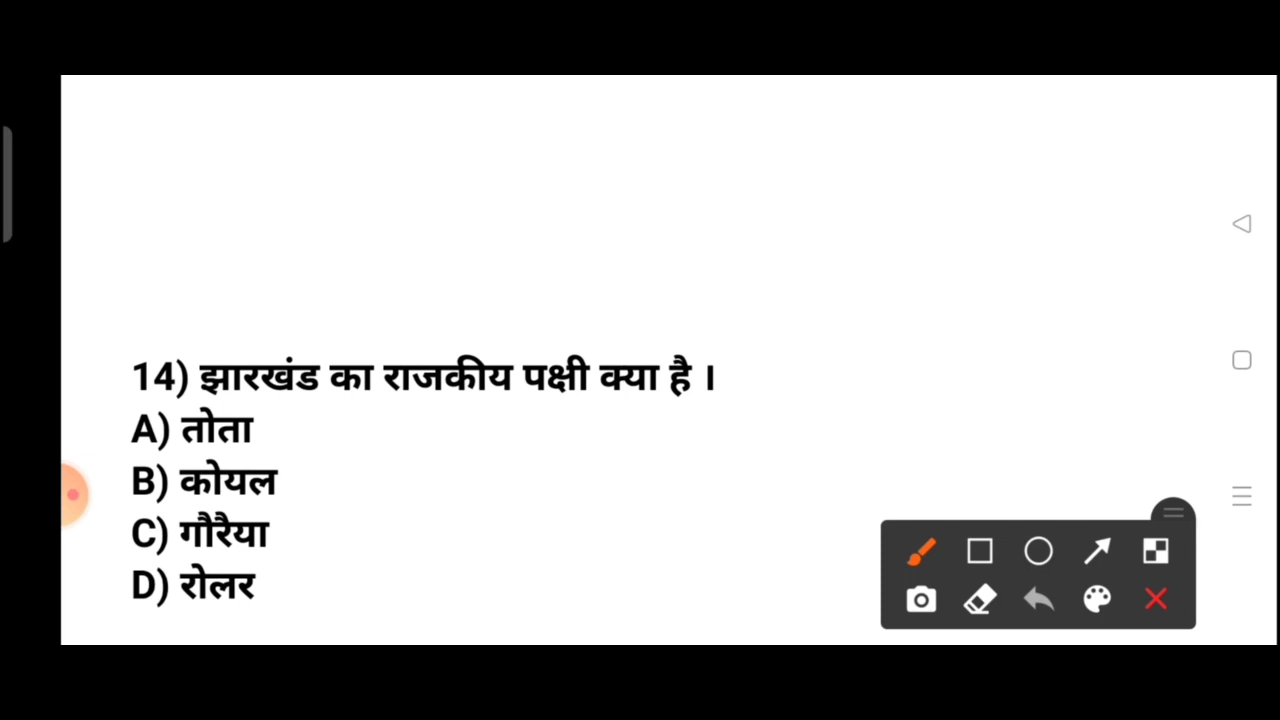 14) झारखंड का राजकीय पक्षी क्या है ।
A) तोता
B) कोयल
C) गौरैया
D) रोलर